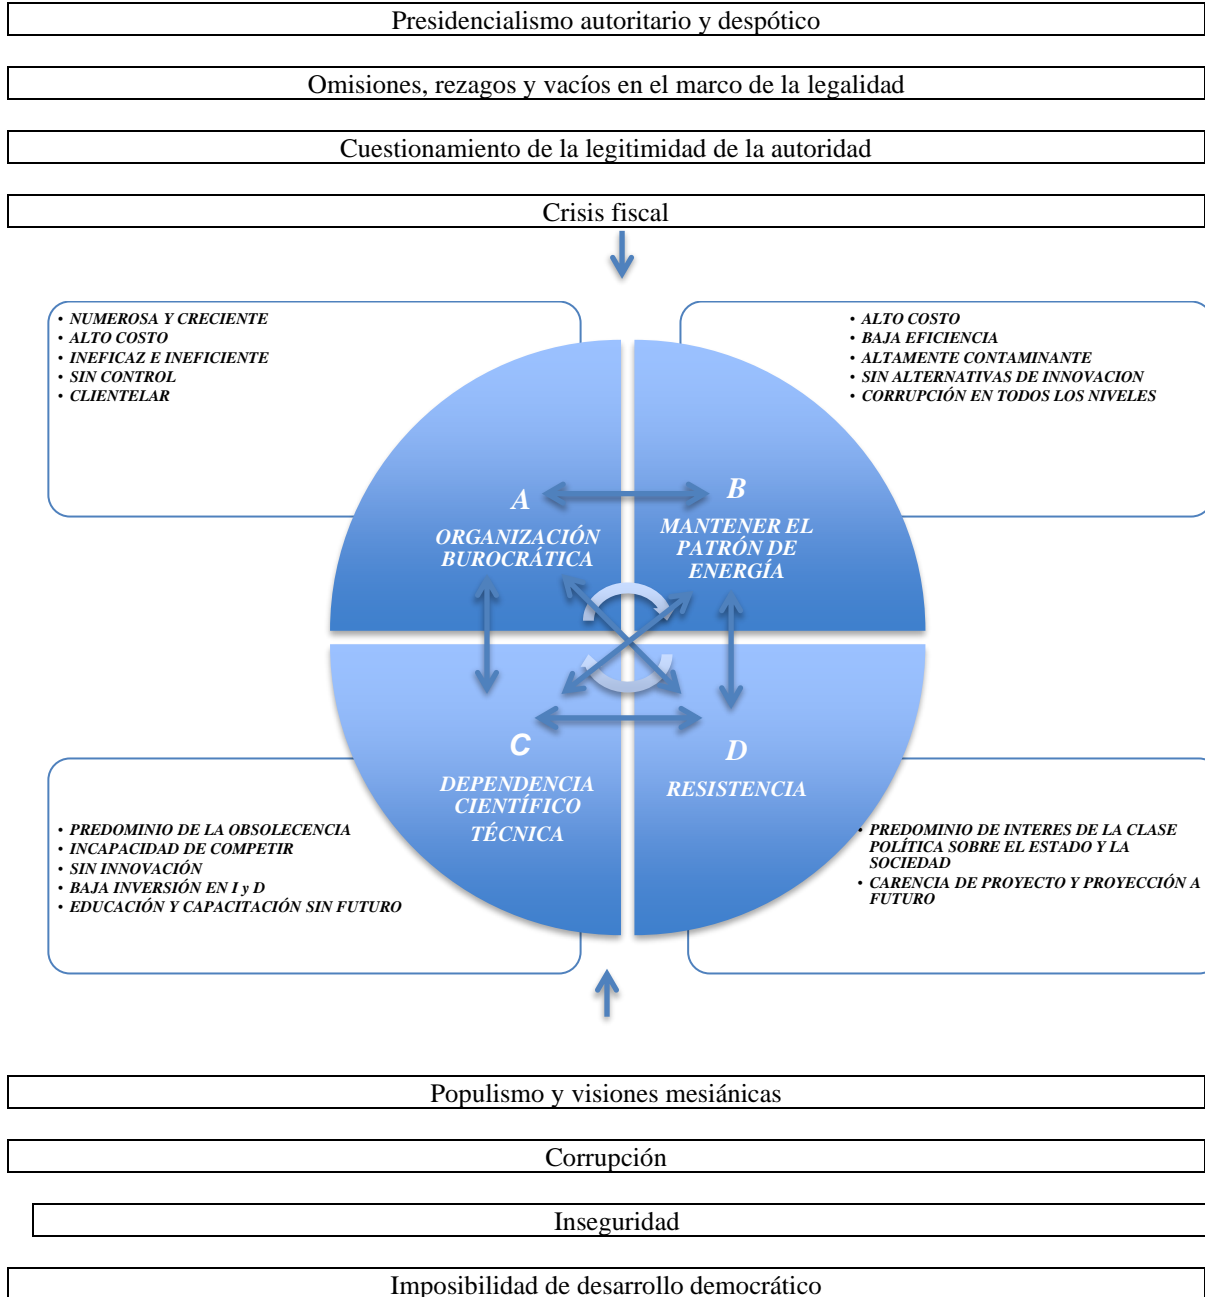 Presidencialismo autoritario y despótico
Omisiones, rezagos y vacíos en el marco de la legalidad
Cuestionamiento de la legitimidad de la autoridad
Crisis fiscal
• NUMEROSA Y CRECIENTE
• ALTO COSTO
• INEFICAZ E INEFICIENTE
• SIN CONTROL
• CLIENTELAR
• ALTO COSTO
• BAJA EFICIENCIA
• ALTAMENTE CONTAMINANTE
• SIN ALTERNATIVAS DE INNOVACION
• CORRUPCIÓN EN TODOS LOS NIVELES
A
ORGANIZACIÓN
BUROCRÁTICA
B
MANTENER EL
PATRÓN DE
ENERGÍA
C
DEPENDENCIA
CIENTÍFICO
TÉCNICA
D
RESISTENCIA
• PREDOMINIO DE LA OBSOLECENCIA
• INCAPACIDAD DE COMPETIR
• SIN INNOVACIÓN
• BAJA INVERSIÓN EN I y D
• EDUCACIÓN Y CAPACITACIÓN SIN FUTURO
• PREDOMINIO DE INTERES DE LA CLASE
POLÍTICA SOBRE EL ESTADO Y LA
SOCIEDAD
• CARENCIA DE PROYECTO Y PROYECCIÓN A
FUTURO
Populismo y visiones mesiánicas
Corrupción
Inseguridad
Imposibilidad de desarrollo democrático